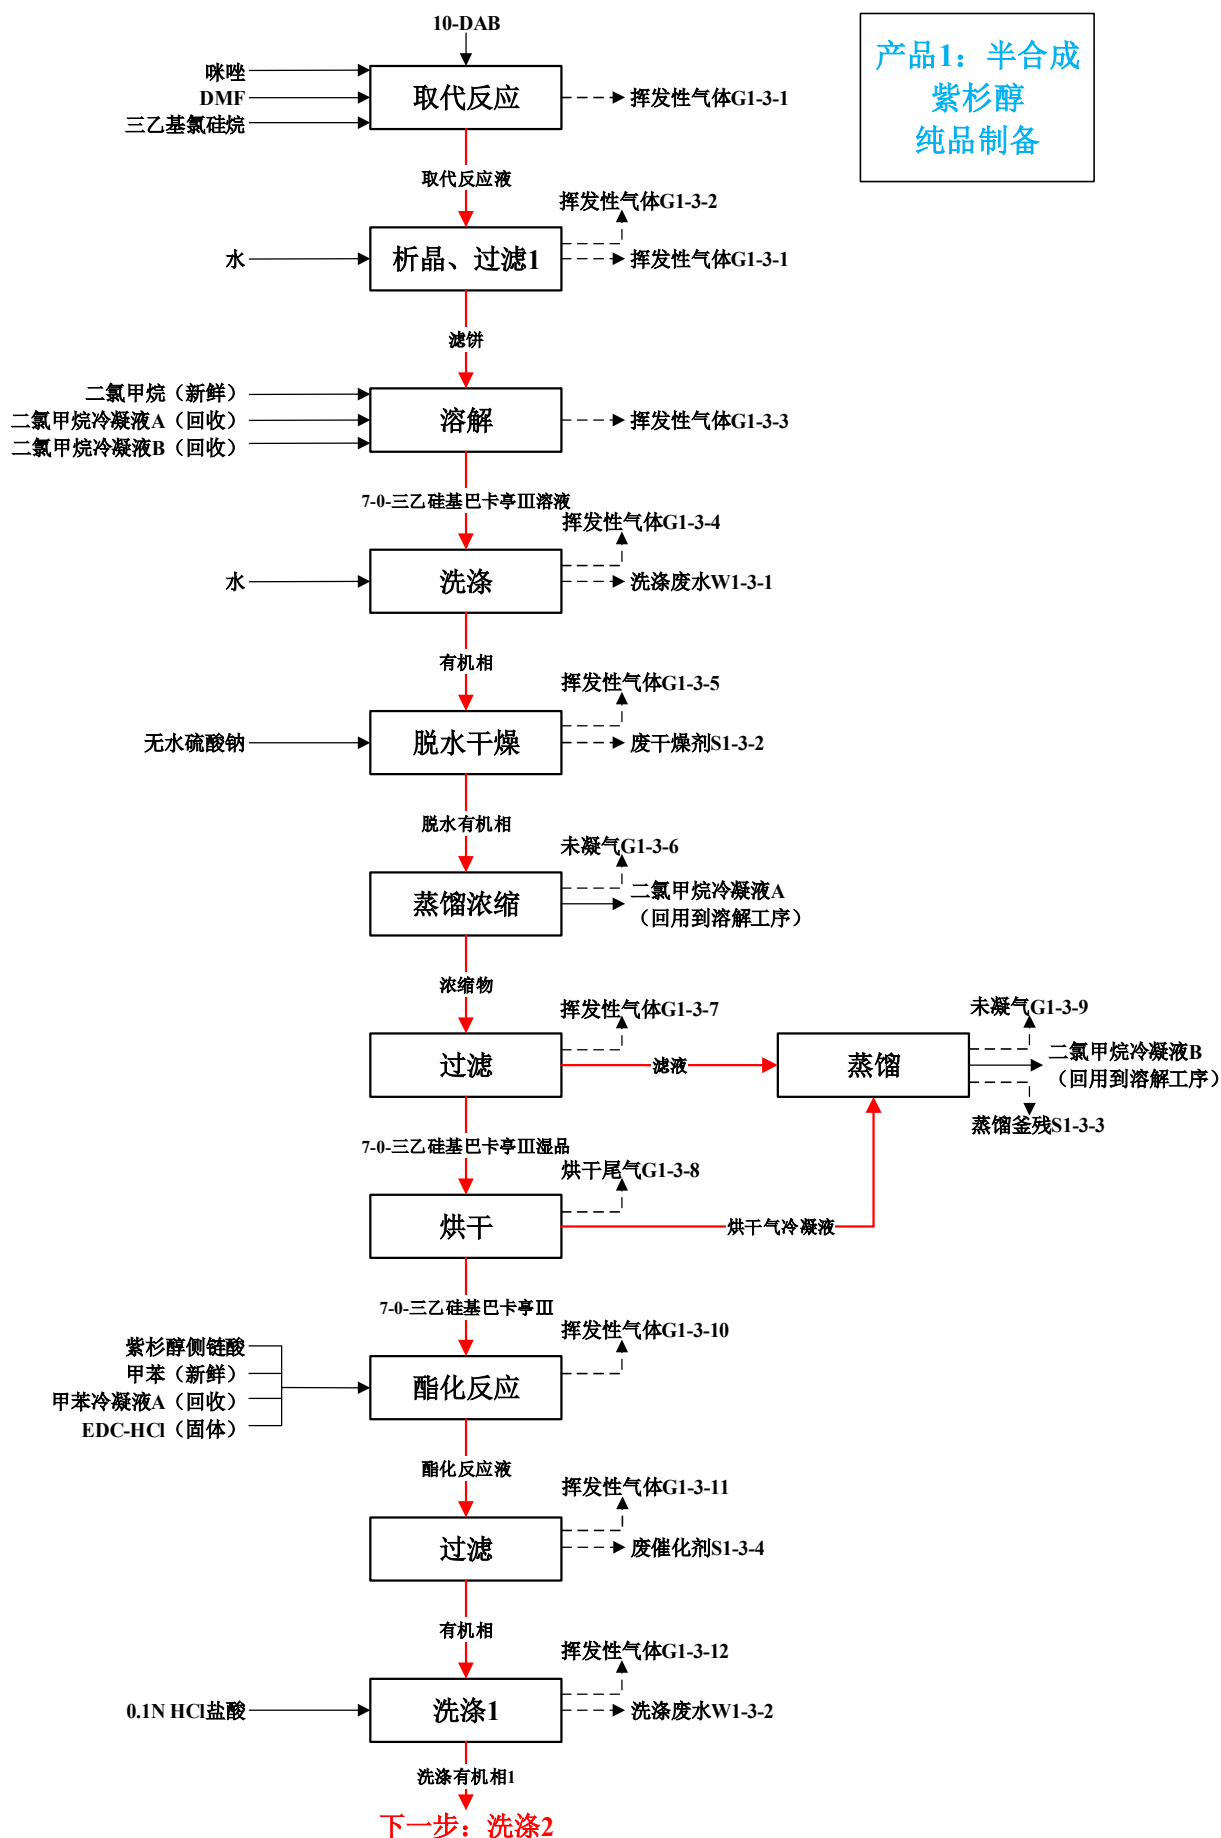 10-DAB
产品1：半合成
紫杉醇
纯品制备
咪唑
DMF
三乙基氯硅烷
取代反应
挥发性气体G1-3-1
取代反应液
挥发性气体G1-3-2
水
析晶、过滤1
挥发性气体G1-3-1
滤饼
二氯甲烷（新鲜）
二氯甲烷冷凝液A（回收）
二氯甲烷冷凝液B（回收）
溶解
挥发性气体G1-3-3
7-0-三乙硅基巴卡亭Ⅲ溶液
挥发性气体G1-3-4
水
洗涤
洗涤废水W1-3-1
有机相
挥发性气体G1-3-5
无水硫酸钠
脱水干燥
废干燥剂S1-3-2
脱水有机相
未凝气G1-3-6
蒸馏浓缩
二氯甲烷冷凝液A
（回用到溶解工序）
浓缩物
挥发性气体G1-3-7
过滤
滤液
未凝气G1-3-9
蒸馏
二氯甲烷冷凝液B
（回用到溶解工序）
蒸馏釜残S1-3-3
7-0-三乙硅基巴卡亭Ⅲ湿品
烘干尾气G1-3-8
烘干
烘干气冷凝液
7-0-三乙硅基巴卡亭Ⅲ
挥发性气体G1-3-10
紫杉醇侧链酸
甲苯（新鲜）
甲苯冷凝液A（回收）
EDC-HCl（固体）
酯化反应
酯化反应液
挥发性气体G1-3-11
过滤
废催化剂S1-3-4
有机相
挥发性气体G1-3-12
0.1N HCl盐酸
洗涤1
洗涤废水W1-3-2
洗涤有机相1
下一步：洗涤2